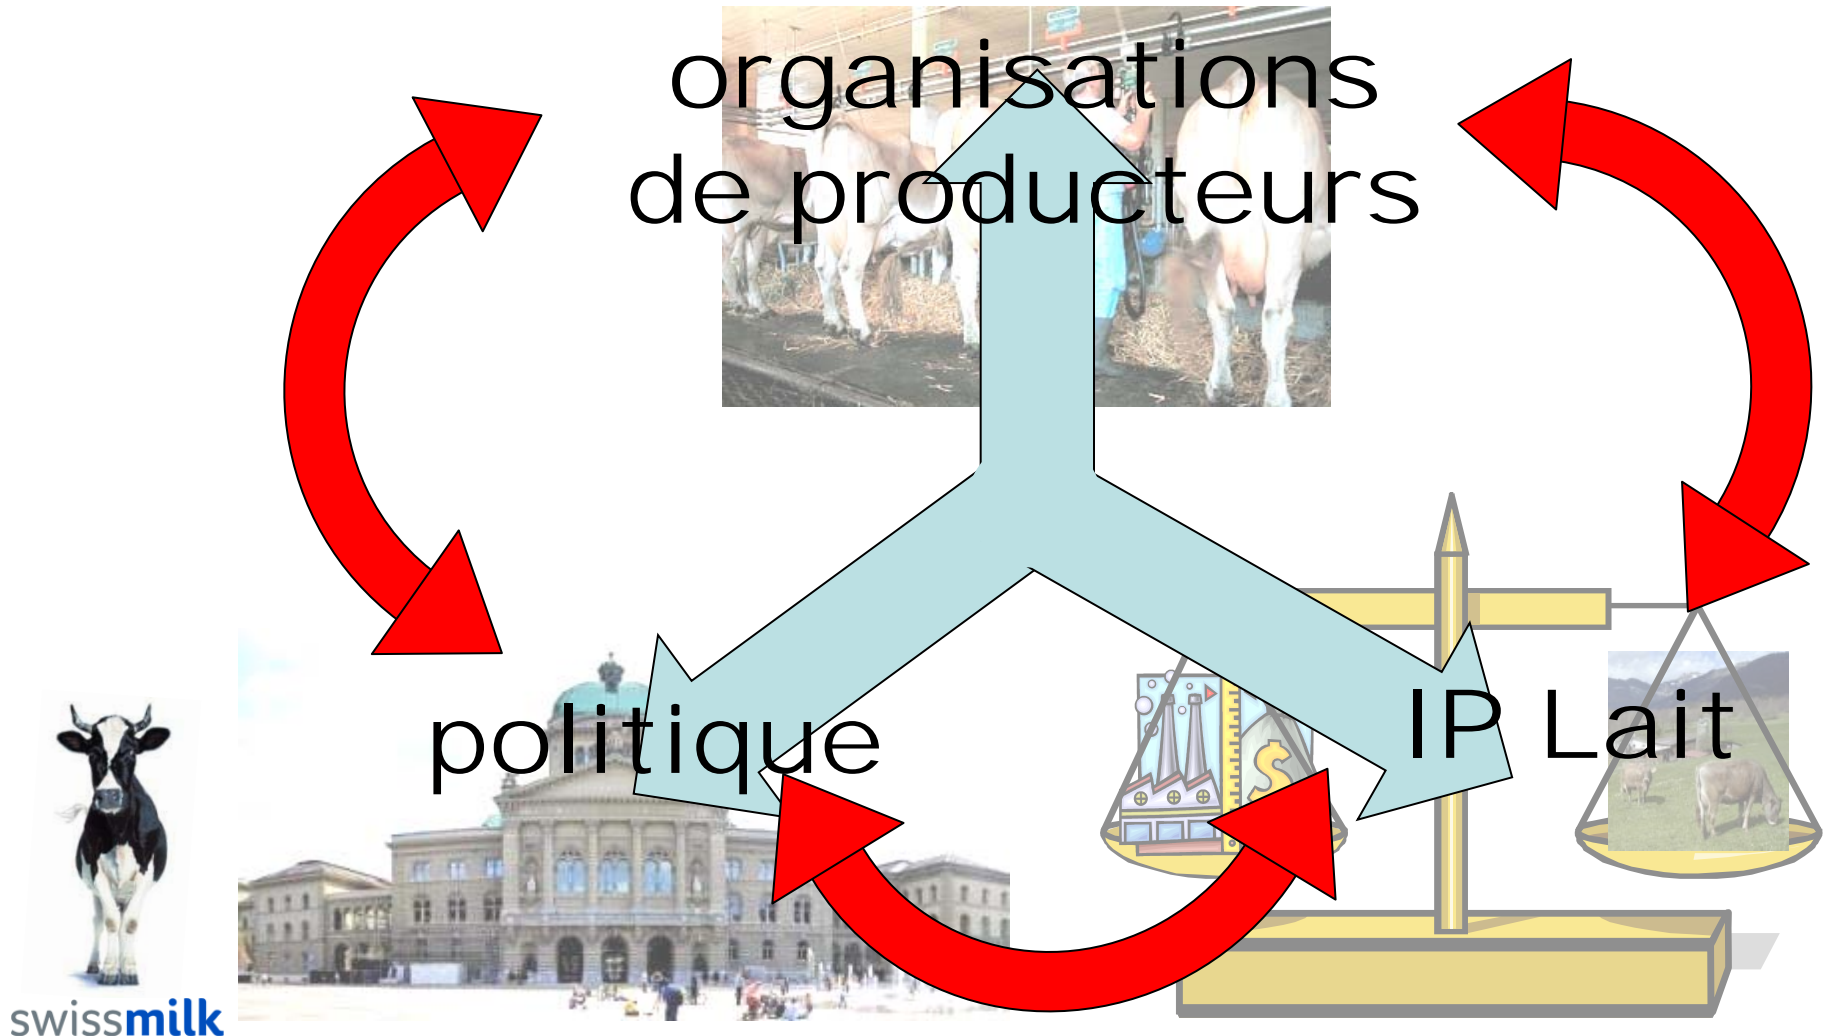 organisations
de producteurs
politique
IP Lait
$
swissmilk